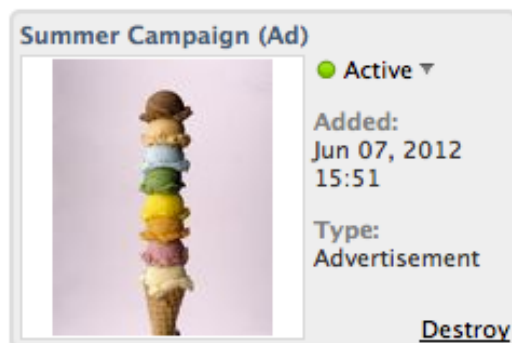 Summer Campaign (Ad)
Active
Added:
Jun 07, 2012
15:51
Type:
Advertisement
Destroy